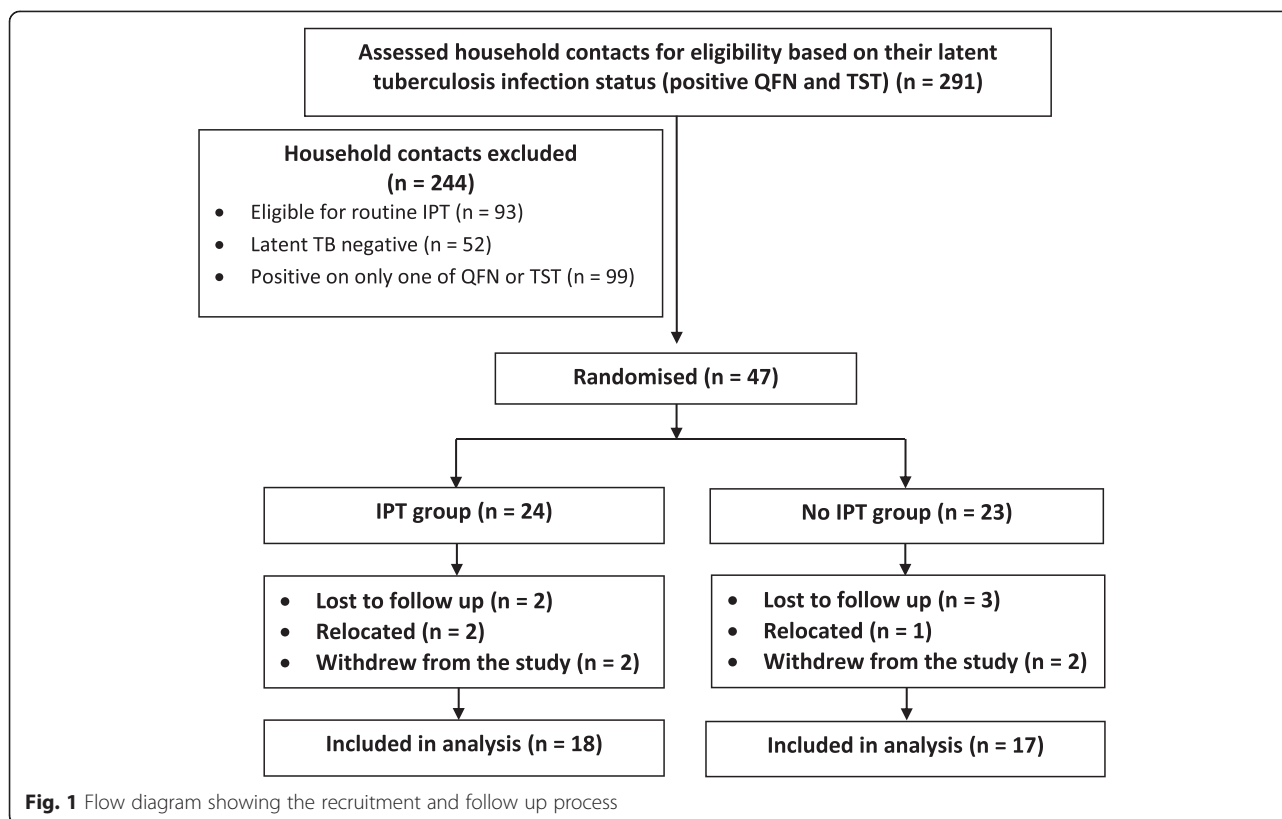 Assessed household contacts for eligibility based on their latent
tuberculosis infection status (positive QFN and TST) (n = 291)
Household contacts excluded
(n = 244)
• Eligible for routine IPT (n = 93)
• Latent TB negative (n = 52)
• Positive on only one of QFN or TST (n = 99)
Randomised (n = 47)
IPT group (n = 24)
No IPT group (n = 23)
• Lost to follow up (n = 2)
• Relocated (n = 2)
• Withdrew from the study (n = 2)
• Lost to follow up (n = 3)
• Relocated (n = 1)
• Withdrew from the study (n = 2)
Included in analysis (n = 18)
Included in analysis (n = 17)
Fig. 1 Flow diagram showing the recruitment and follow up process